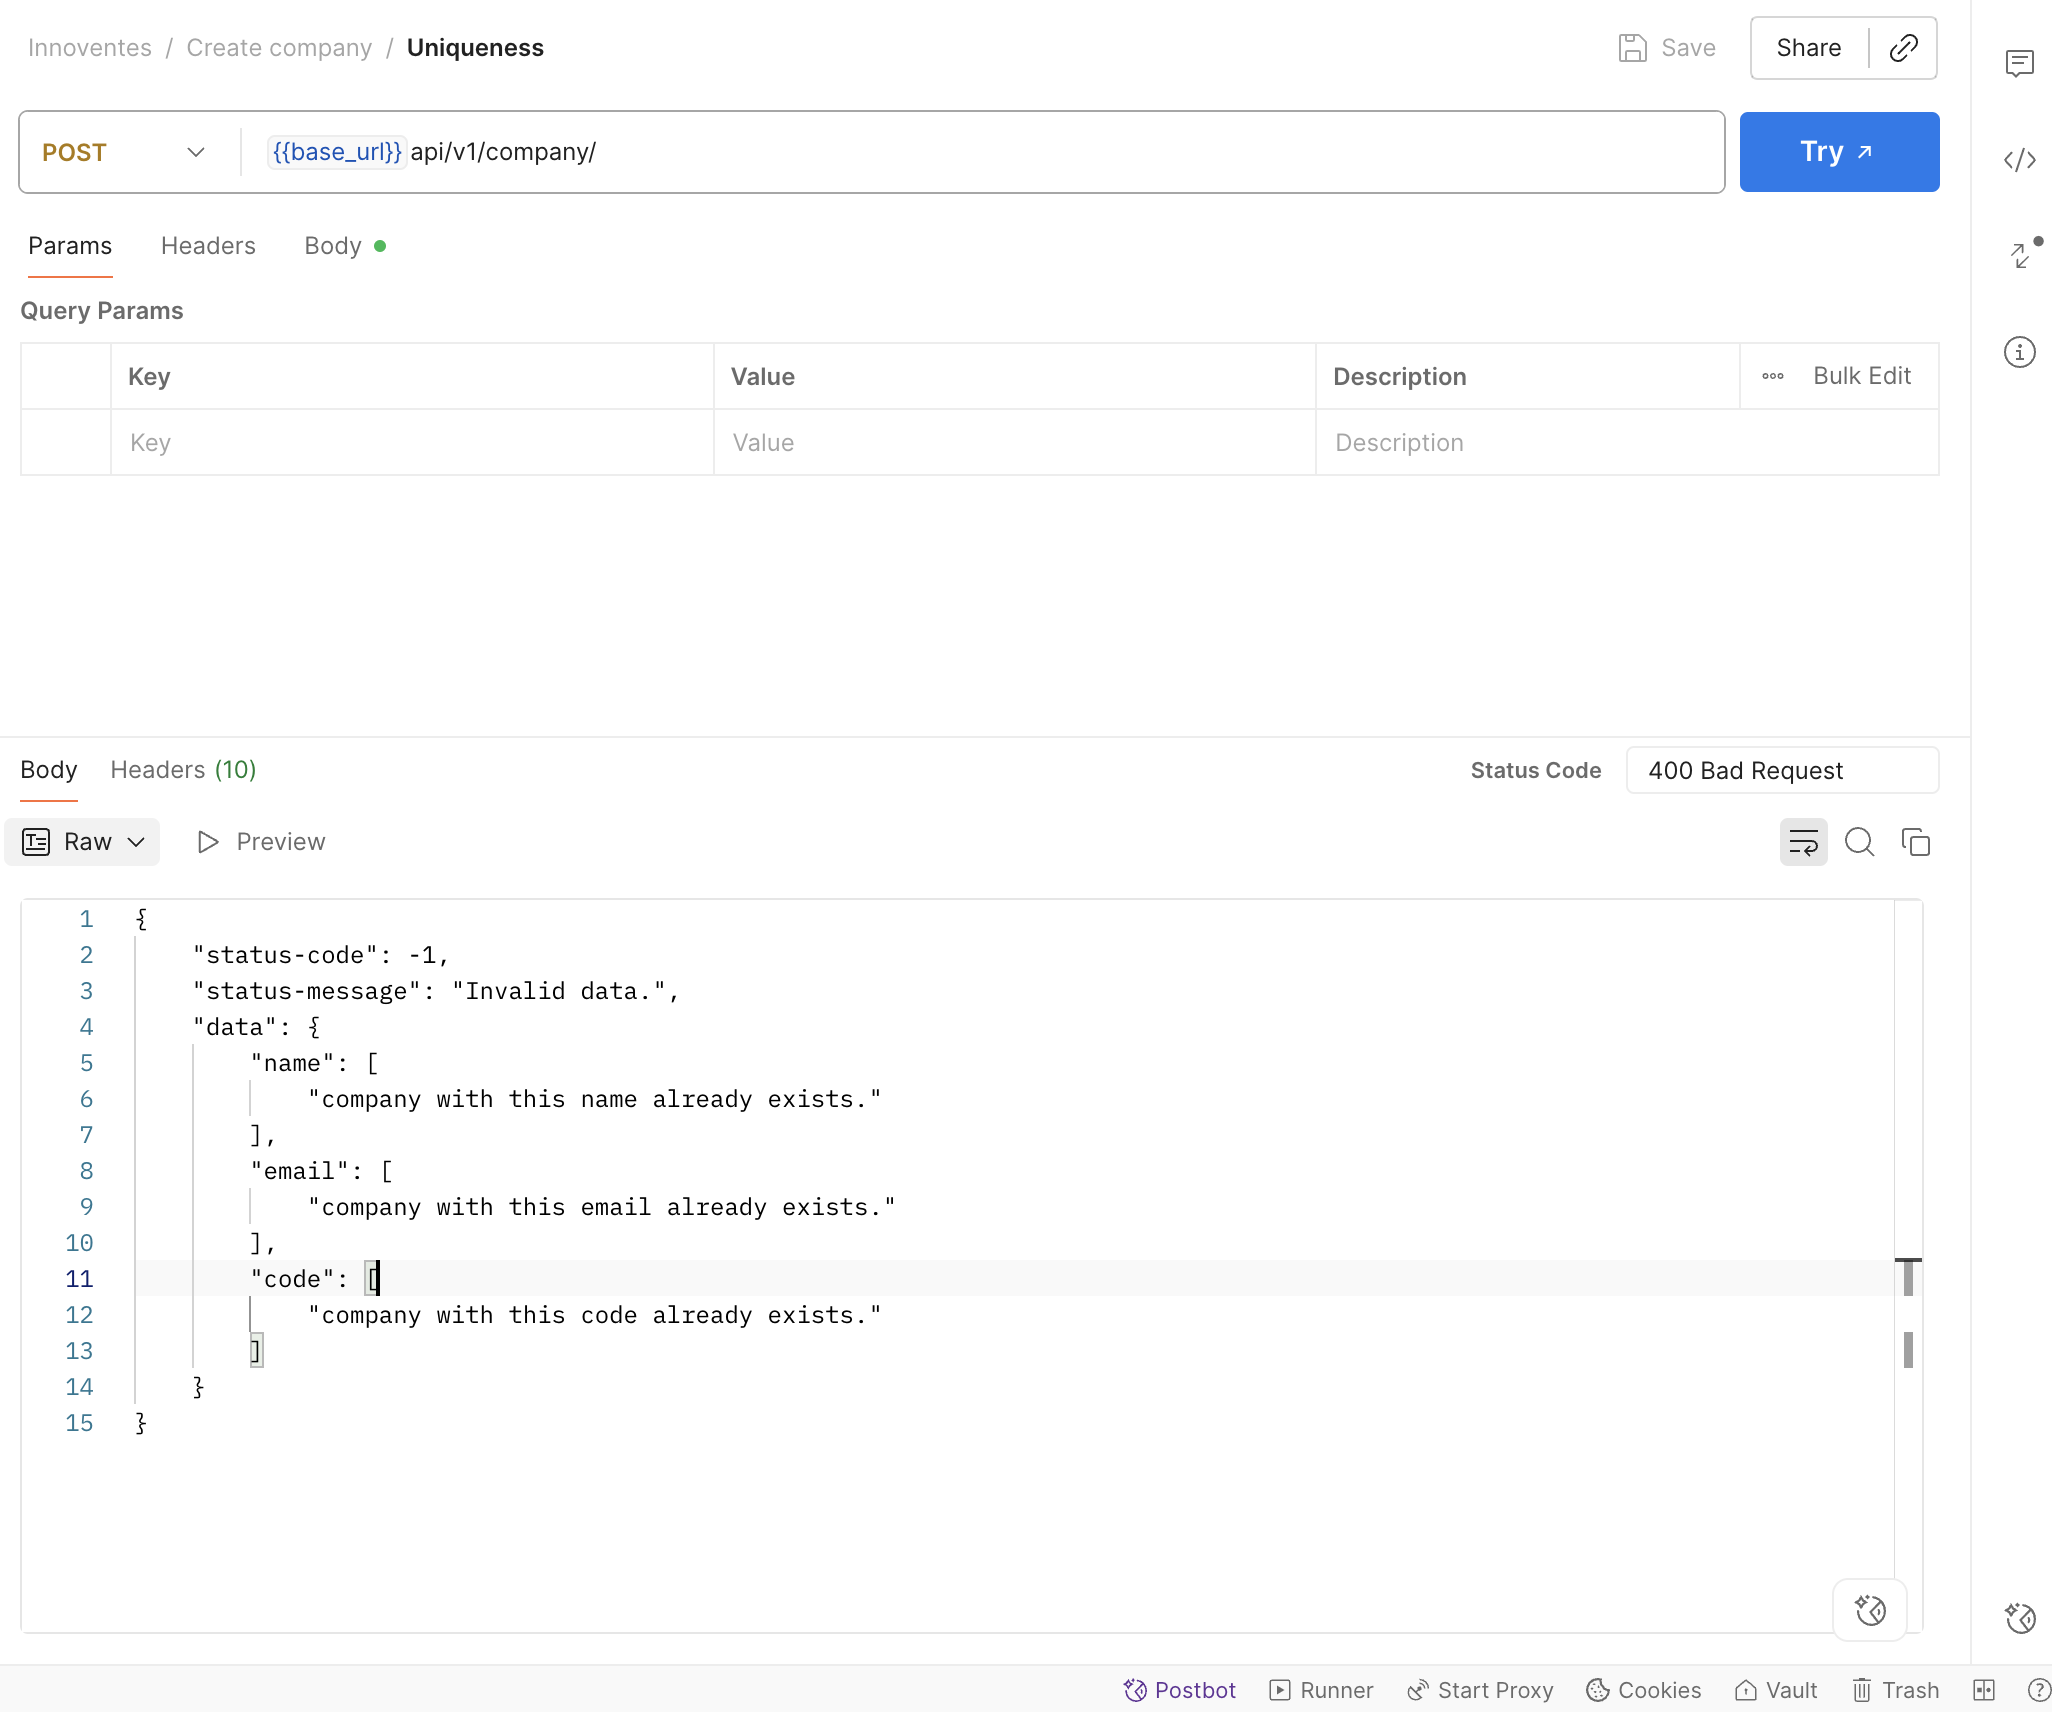 Innoventes / Create company / Uniqueness
Save
Share
POST
{{base_url}} api/v1/company/
Try ↗
Params
Headers
Body
Query Params
Key
Value
Description
Bulk Edit
Key
Value
Description
Body
Headers (10)
Status Code
400 Bad Request
Raw
Preview
1 {
2     "status-code": -1,
3     "status-message": "Invalid data.",
4     "data": {
5         "name": [
6             "company with this name already exists."
7         ],
8         "email": [
9             "company with this email already exists."
10         ],
11         "code": [
12             "company with this code already exists."
13         ]
14     }
15 }
Postbot
Runner
Start Proxy
Cookies
Vault
Trash